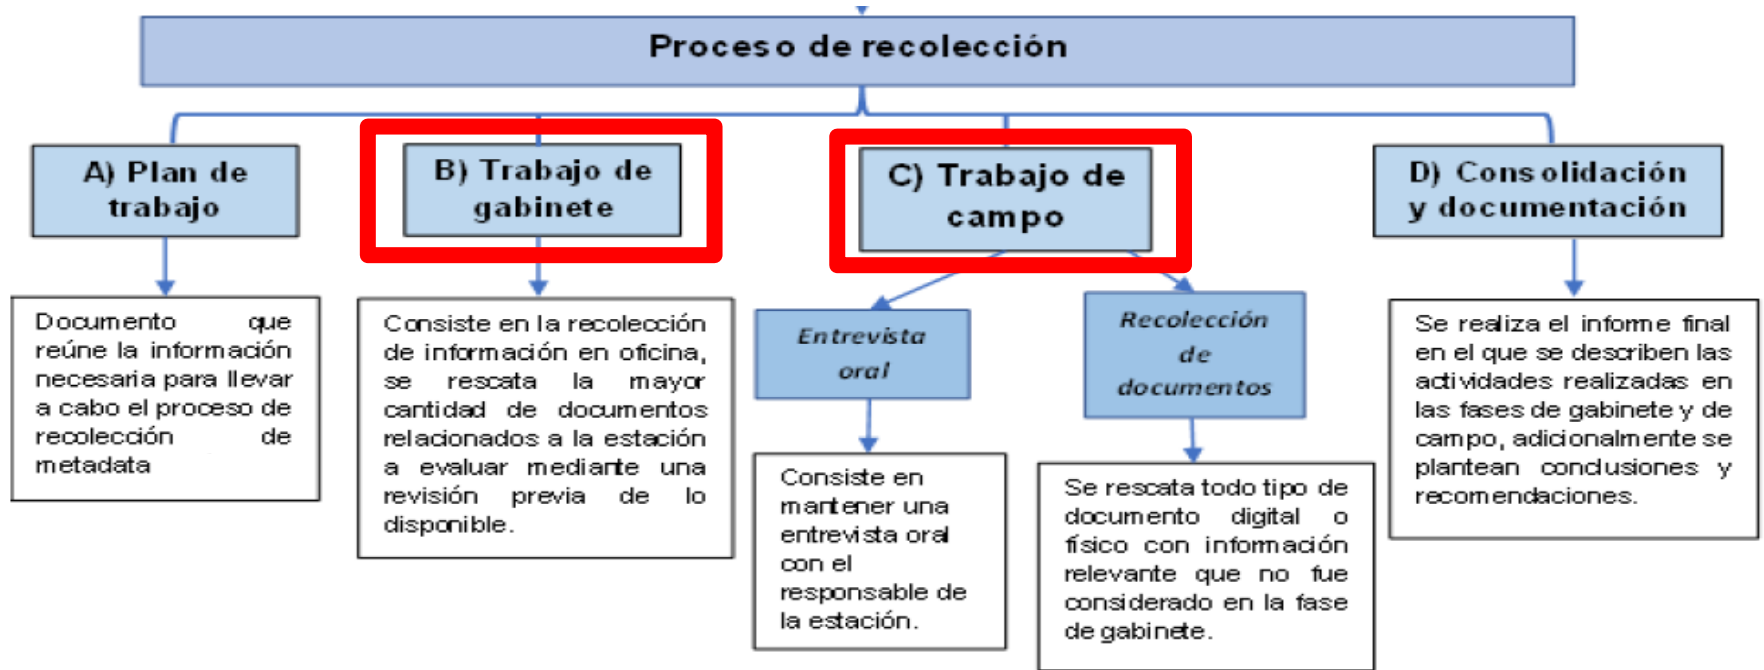 Proceso de recolección
A) Plan de
trabajo
B) Trabajo de
gabinete
C) Trabajo de
campo
D) Consolidación
y documentación
Documento que
reúne la información
necesaria para llevar
a cabo el proceso de
recolección de
metadata
Consiste en la recolección
de información en oficina,
se rescata la mayor
cantidad de documentos
relacionados a la estación
a evaluar mediante una
revisión previa de lo
disponible.
Entrevista
oral
Consiste en
mantener una
entrevista oral
con el
responsable de
la estación.
Recolección
de
documentos
Se rescata todo tipo de
documento digital o
físico con información
relevante que no fue
considerado en la fase
de gabinete.
Se realiza el informe final
en el que se describen las
actividades realizadas en
las fases de gabinete y de
campo, adicionalmente se
plantean conclusiones y
recomendaciones.